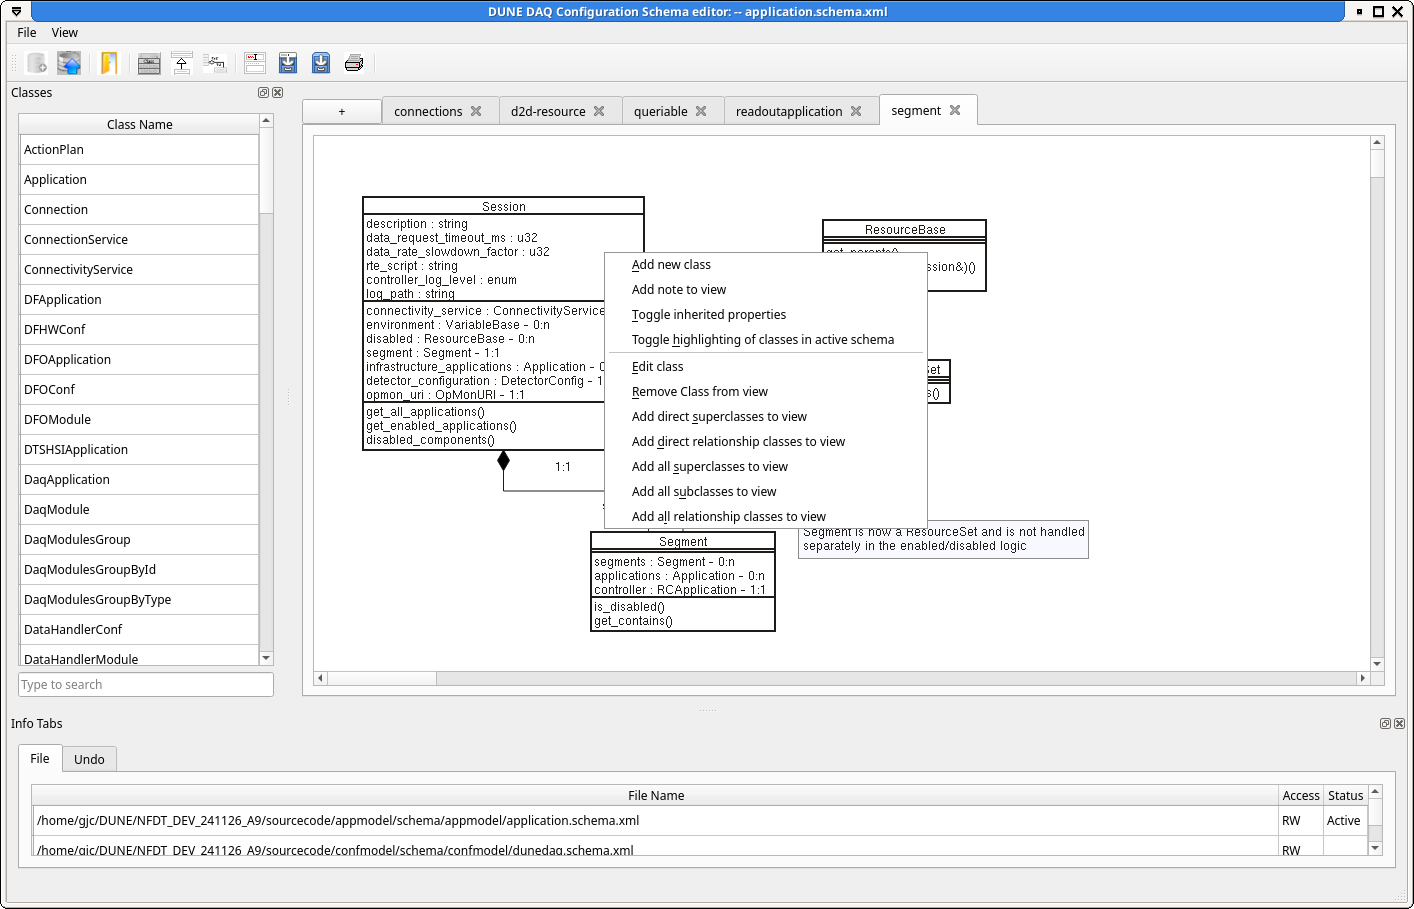 DUNE DAQ Configuration Schema editor: -- application.schema.xml
File View
Classes
Class Name
ActionPlan
Application
Connection
ConnectionService
ConnectivityService
DFApplication
DFHWConf
DFOApplication
DFOConf
DFOModule
DTSHSIApplication
DaqApplication
DaqModule
DaqModulesGroup
DaqModulesGroupById
DaqModulesGroupByType
DataHandlerConf
DataHandlerModule
Type to search
+ connections d2d-resource queriable readoutapplication segment
Session
description : string
data_request_timeout_ms : u32
data_rate_slowdown_factor : u32
rte_script : string
controller_log_level : enum
log_path : string
connectivity_service : ConnectivityService
environment : VariableBase - 0:n
disabled : ResourceBase - 0:n
segment : Segment - 1:1
infrastructure_applications : Application - 0
detector_configuration : DetectorConfig - 1
opmon_uri : OpMonURI - 1:1
get_all_applications()
get_enabled_applications()
disabled_components()
1:1
ResourceBase
get_parents()
ssion&)()
Set
s()
Add new class
Add note to view
Toggle inherited properties
Toggle highlighting of classes in active schema
Edit class
Remove Class from view
Add direct superclasses to view
Add direct relationship classes to view
Add all superclasses to view
Add all subclasses to view
Add all relationship classes to view
Segment is now a ResourceSet and is not handled
separately in the enabled/disabled logic
Segment
segments : Segment - 0:n
applications : Application - 0:n
controller : RCApplication - 1:1
is_disabled()
get_contains()
Info Tabs
File Undo
File Name Access Status
/home/gjc/DUNE/NFDT_DEV_241126_A9/sourcecode/appmodel/schema/appmodel/application.schema.xml RW Active
/home/gjc/DUNE/NFDT_DEV_241126_A9/sourcecode/confmodel/schema/confmodel/dunedaq.schema.xml RW